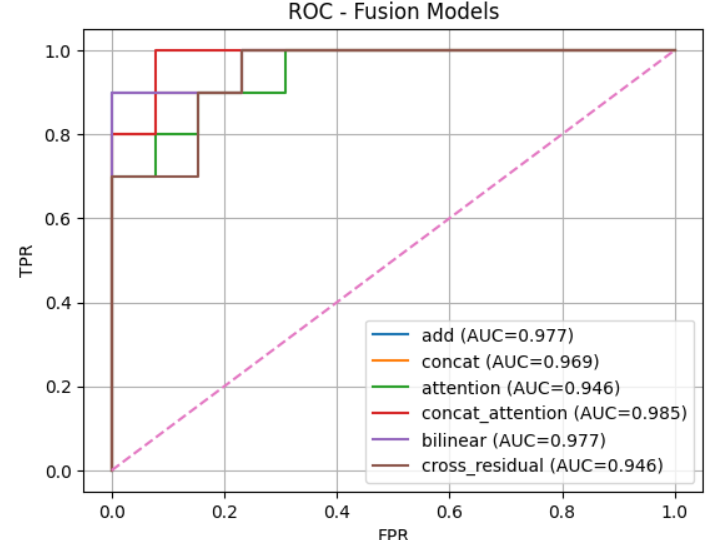 ROC - Fusion Models
1.0
0.8
0.6
0.4
0.2
0.0
TPR
add (AUC=0.977)
concat (AUC=0.969)
attention (AUC=0.946)
concat_attention (AUC=0.985)
bilinear (AUC=0.977)
cross_residual (AUC=0.946)
0.0 0.2 0.4 0.6 0.8 1.0
FPR